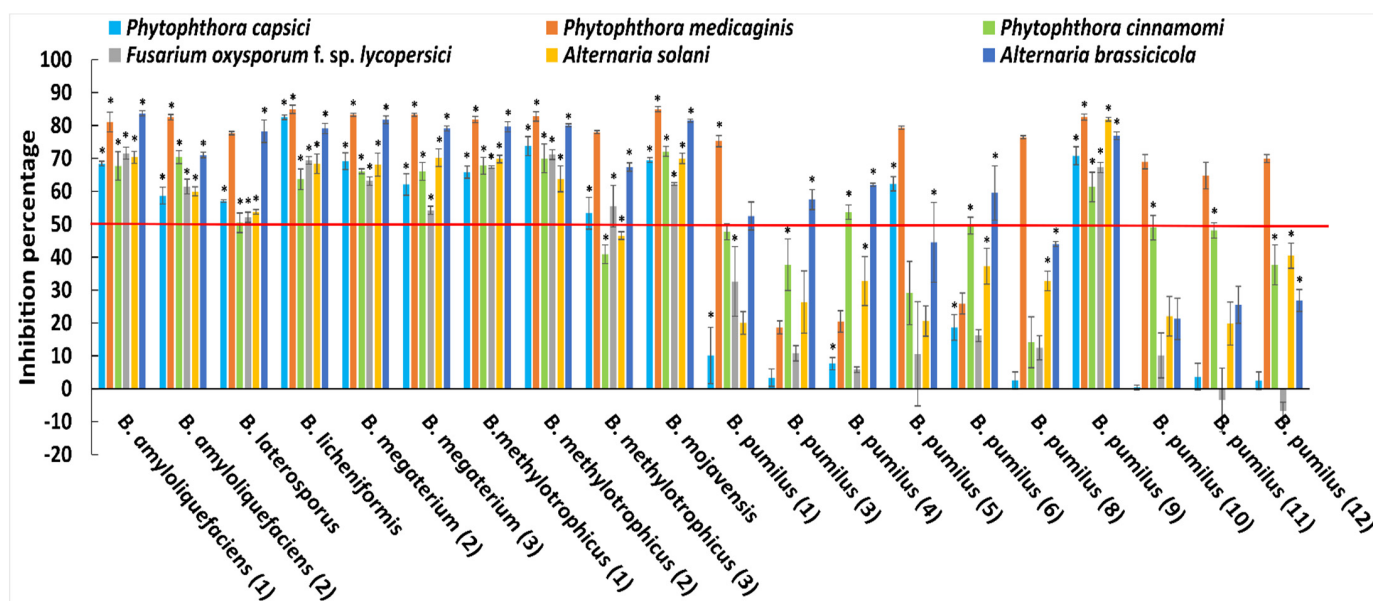 Phytophthora capsici
Phytophthora medicaginis
Phytophthora cinnamomi
Fusarium oxysporum f. sp. lycopersici
Alternaria solani
Alternaria brassicicola
Inhibition percentage
100
90
80
70
60
50
40
30
20
10
0
-10
-20
B. amyloliquefaciens (1)
B. amyloliquefaciens (2)
B. laterosporus
B. licheniformis
B. megaterium (2)
B. megaterium (3)
B.methylotrophicus (1)
B. methylotrophicus (2)
B. methylotrophicus (3)
B. mojavensis
B. pumilus (1)
B. pumilus (3)
B. pumilus (4)
B. pumilus (5)
B. pumilus (6)
B. pumilus (8)
B. pumilus (9)
B. pumilus (10)
B. pumilus (11)
B. pumilus (12)